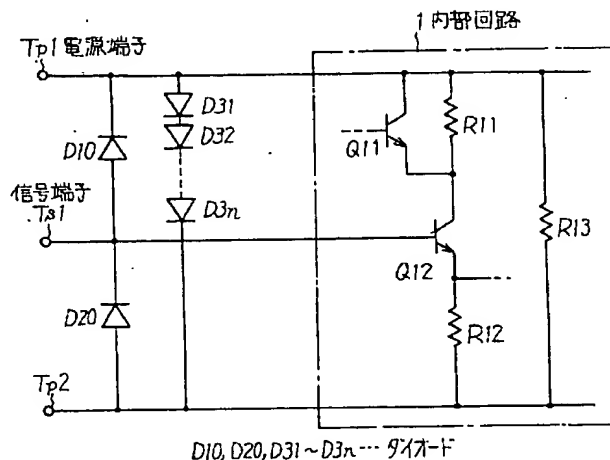 1 内部回路
Tp1 電源端子
D31
D32
D10
R11
Q11
信号端子
Ts1
D3n
R13
Q12
D20
R12
Tp2
D10, D20, D31~D3n … ダイオード